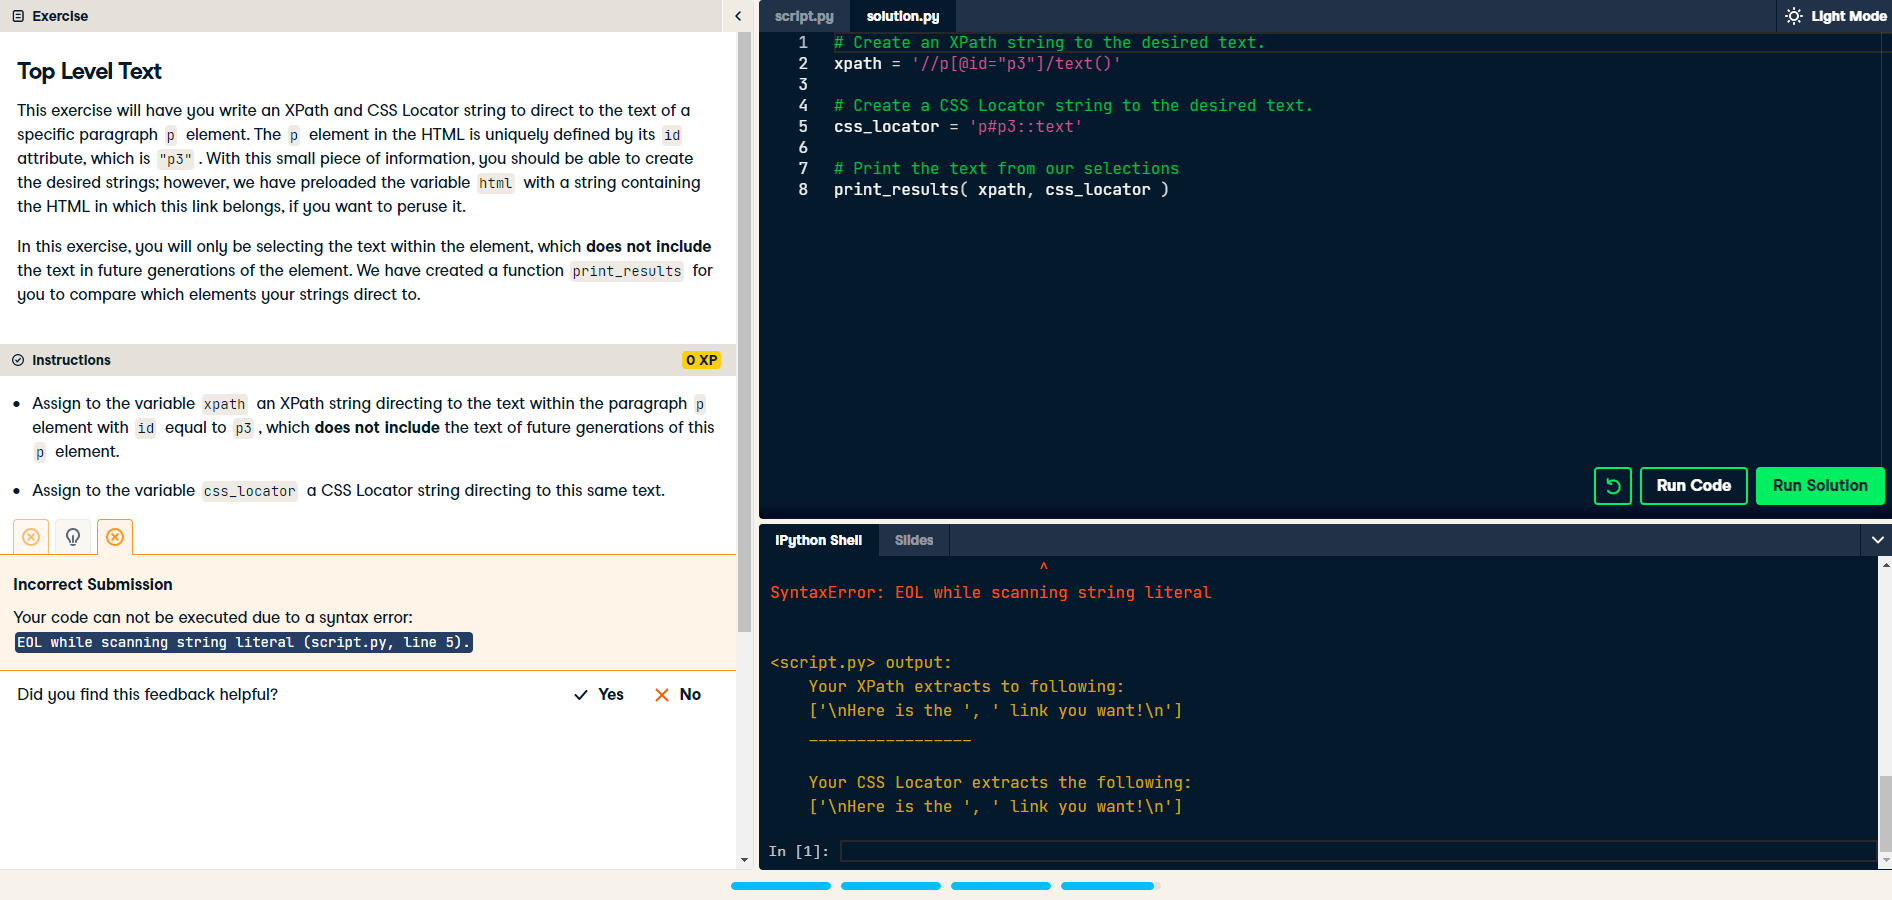 Exercise
Top Level Text
This exercise will have you write an XPath and CSS Locator string to direct to the text of a
specific paragraph p element. The p element in the HTML is uniquely defined by its id
attribute, which is "p3" . With this small piece of information, you should be able to create
the desired strings; however, we have preloaded the variable html with a string containing
the HTML in which this link belongs, if you want to peruse it.
In this exercise, you will only be selecting the text within the element, which does not include
the text in future generations of the element. We have created a function print_results for
you to compare which elements your strings direct to.
Instructions
0 XP
• Assign to the variable xpath an XPath string directing to the text within the paragraph p
element with id equal to p3 , which does not include the text of future generations of this
p element.
• Assign to the variable css_locator a CSS Locator string directing to this same text.
Incorrect Submission
Your code can not be executed due to a syntax error:
EOL while scanning string literal (script.py, line 5).
Did you find this feedback helpful?
Yes
No
script.py
solution.py
Light Mode
1 # Create an XPath string to the desired text.
2 xpath = '//p[@id="p3"]/text()'
3
4 # Create a CSS Locator string to the desired text.
5 css_locator = 'p#p3::text'
6
7 # Print the text from our selections
8 print_results( xpath, css_locator )
Run Code
Run Solution
IPython Shell
Slides
^
SyntaxError: EOL while scanning string literal
<script.py> output:
Your XPath extracts to following:
['\nHere is the ', ' link you want!\n']
_________________
Your CSS Locator extracts the following:
['\nHere is the ', ' link you want!\n']
In [1]: